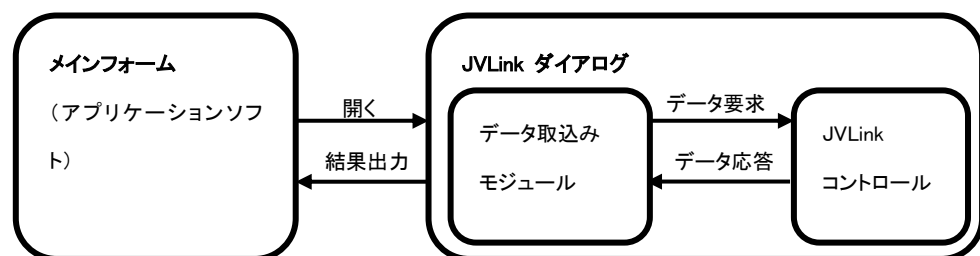 メインフォーム
（アプリケーションソフ
ト）
開く
結果出力
JVLink ダイアログ
データ取込み
モジュール
データ要求
データ応答
JVLink
コントロール